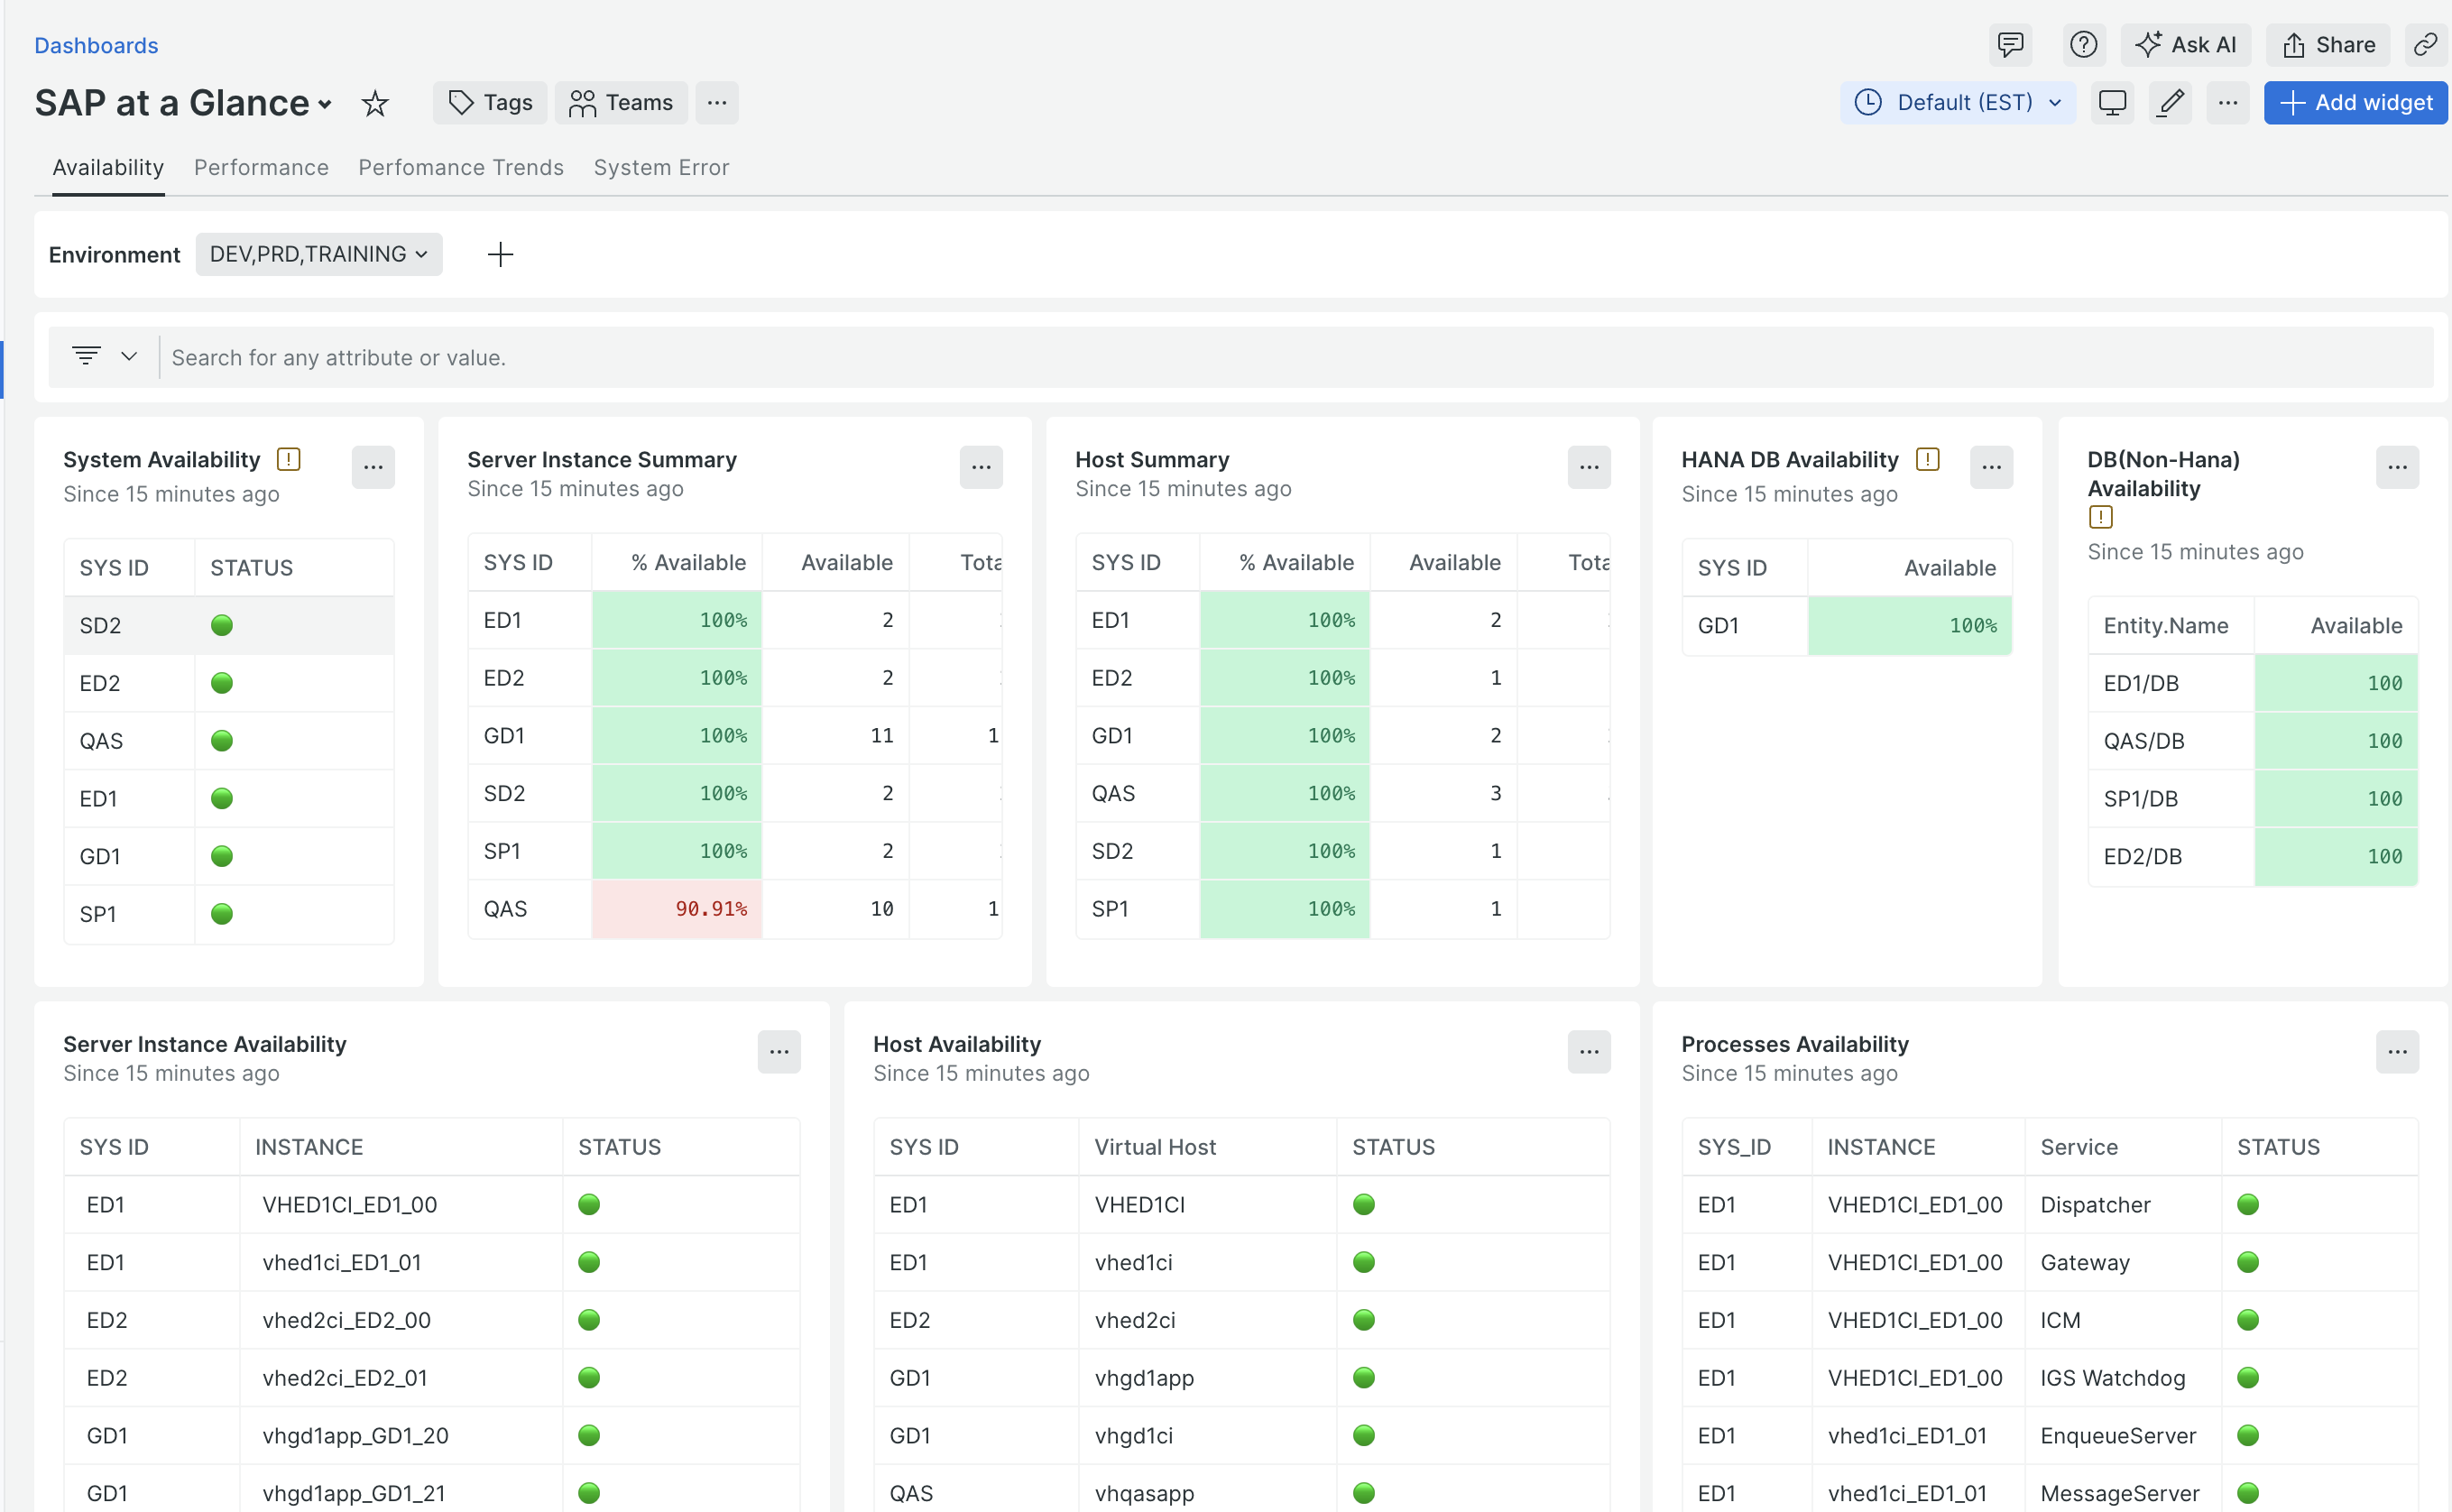 Dashboards
Ask AI
Share
SAP at a Glance
Tags
Teams
Default (EST)
Add widget
Availability Performance Perfomance Trends System Error
Environment DEV,PRD,TRAINING
Search for any attribute or value.
System Availability
Since 15 minutes ago
SYS ID STATUS
SD2
ED2
QAS
ED1
GD1
SP1
Server Instance Summary
Since 15 minutes ago
SYS ID % Available Available
ED1 100% 2
ED2 100% 2
GD1 100% 11
SD2 100% 2
SP1 100% 2
QAS 90.91% 10
Host Summary
Since 15 minutes ago
SYS ID % Available Available
ED1 100% 2
ED2 100% 1
GD1 100% 2
QAS 100% 3
SD2 100% 1
SP1 100% 1
HANA DB Availability
Since 15 minutes ago
SYS ID Available
GD1 100%
DB(Non-Hana)
Availability
Since 15 minutes ago
Entity.Name Available
ED1/DB 100
QAS/DB 100
SP1/DB 100
ED2/DB 100
Server Instance Availability
Since 15 minutes ago
SYS ID INSTANCE STATUS
ED1 VHED1CI_ED1_00
ED1 vhed1ci_ED1_01
ED2 vhed2ci_ED2_00
ED2 vhed2ci_ED2_01
GD1 vhgd1app_GD1_20
GD1 vhgd1app_GD1_21
Host Availability
Since 15 minutes ago
SYS ID Virtual Host STATUS
ED1 VHED1CI
ED1 vhed1ci
ED2 vhed2ci
GD1 vhgd1app
GD1 vhgd1ci
QAS vhqasapp
Processes Availability
Since 15 minutes ago
SYS_ID INSTANCE Service STATUS
ED1 VHED1CI_ED1_00 Dispatcher
ED1 VHED1CI_ED1_00 Gateway
ED1 VHED1CI_ED1_00 ICM
ED1 VHED1CI_ED1_00 IGS Watchdog
ED1 vhed1ci_ED1_01 EnqueueServer
ED1 vhed1ci_ED1_01 MessageServer